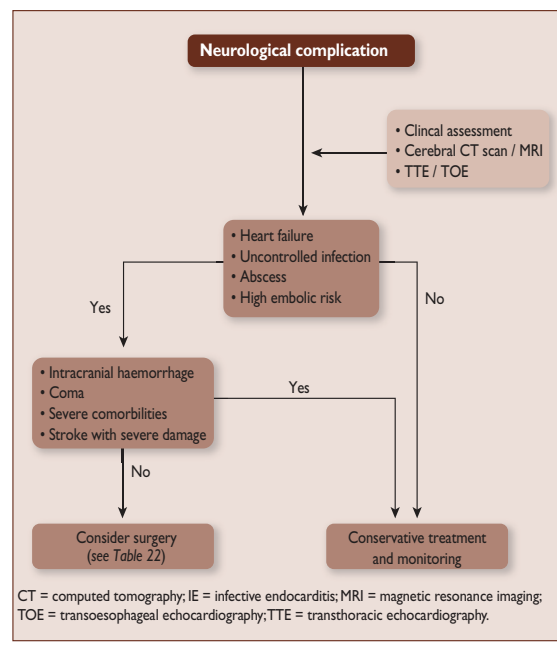 Neurological complication
• Clincal assessment
• Cerebral CT scan / MRI
• TTE / TOE
• Heart failure
• Uncontrolled infection
• Abscess
• High embolic risk
Yes
No
• Intracranial haemorrhage
• Coma
• Severe comorbilities
• Stroke with severe damage
Yes
No
Consider surgery
(see Table 22)
Conservative treatment
and monitoring
CT = computed tomography; IE = infective endocarditis; MRI = magnetic resonance imaging;
TOE = transoesophageal echocardiography; TTE = transthoracic echocardiography.